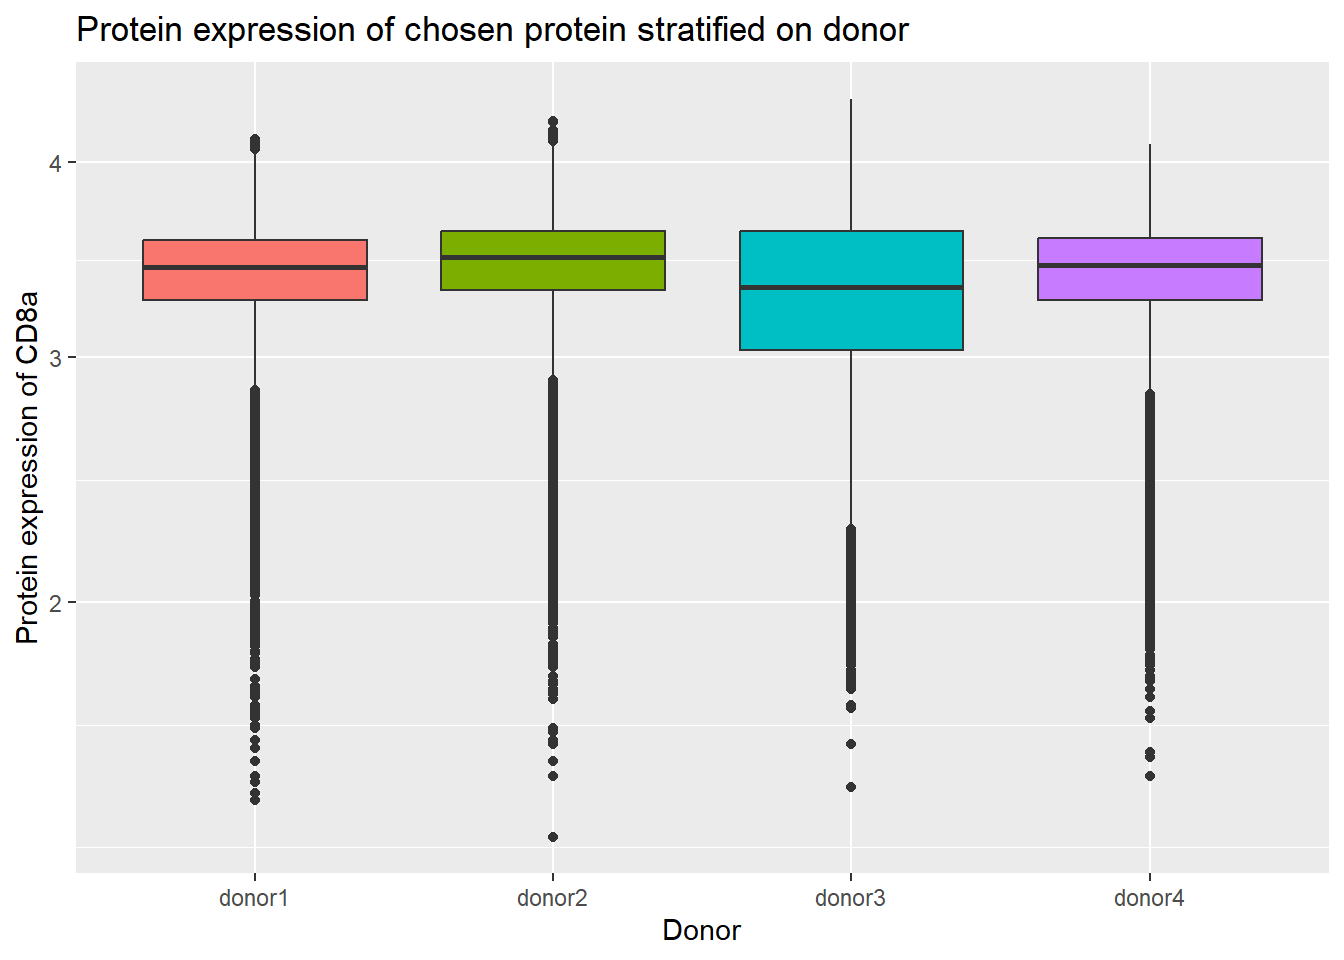 Protein expression of chosen protein stratified on donor
Protein expression of CD8a
4
3
2
donor1 donor2 donor3 donor4
Donor